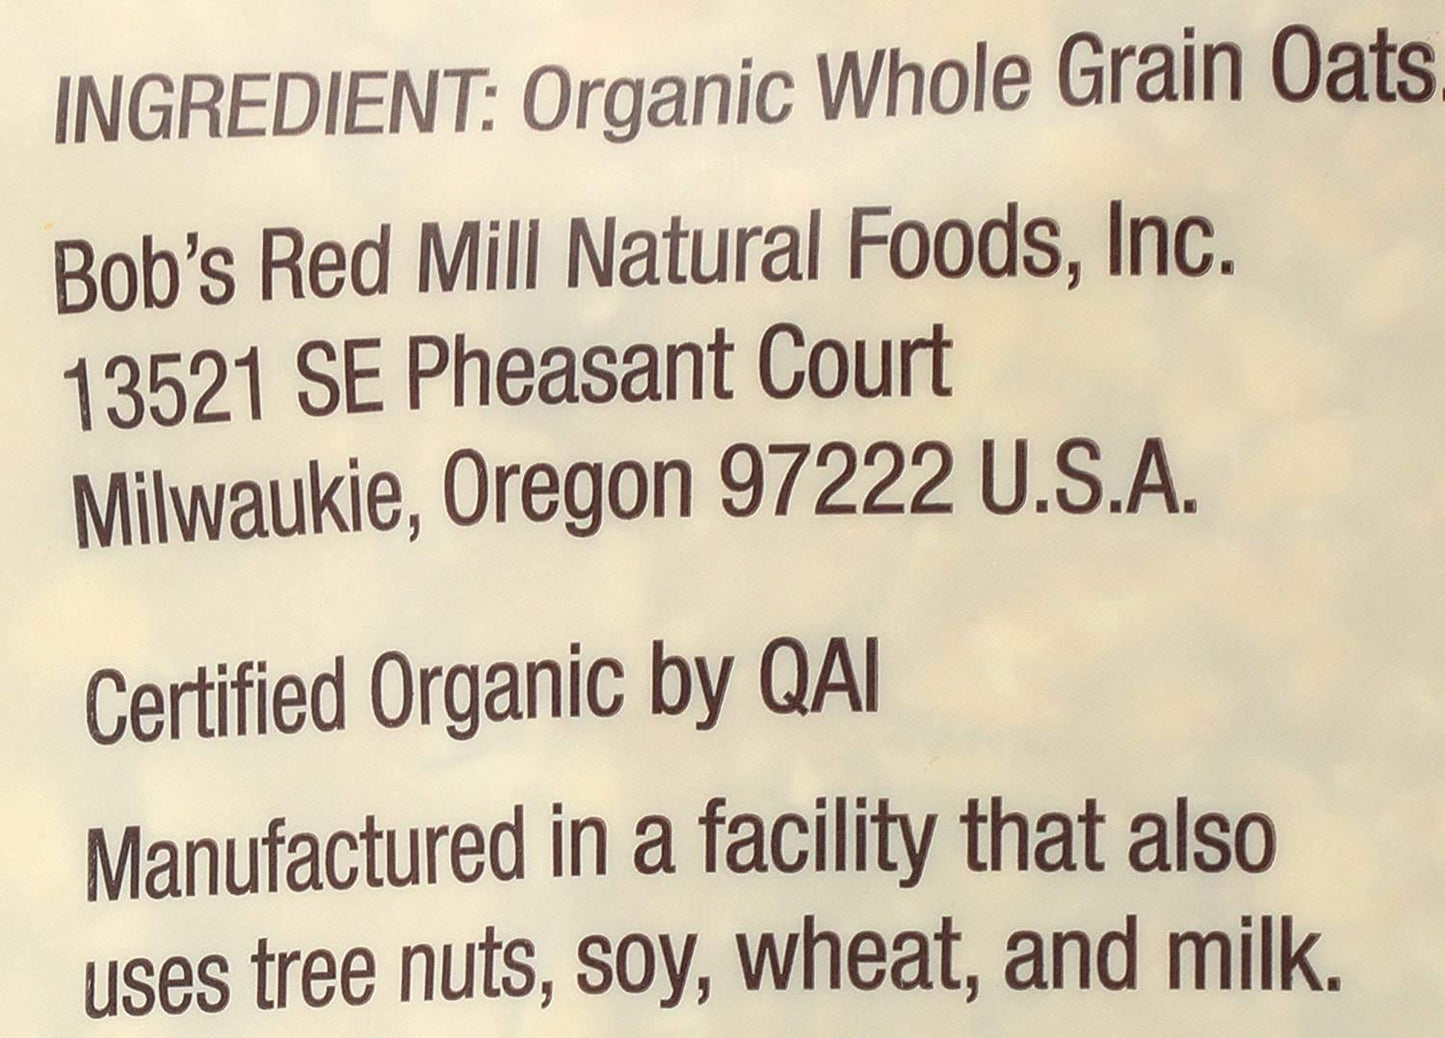 INGREDIENT: Organic Whole Grain Oats.
Bob's Red Mill Natural Foods, Inc.
13521 SE Pheasant Court
Milwaukie, Oregon 97222 U.S.A.
Certified Organic by QAI
Manufactured in a facility that also
uses tree nuts, soy, wheat, and milk.